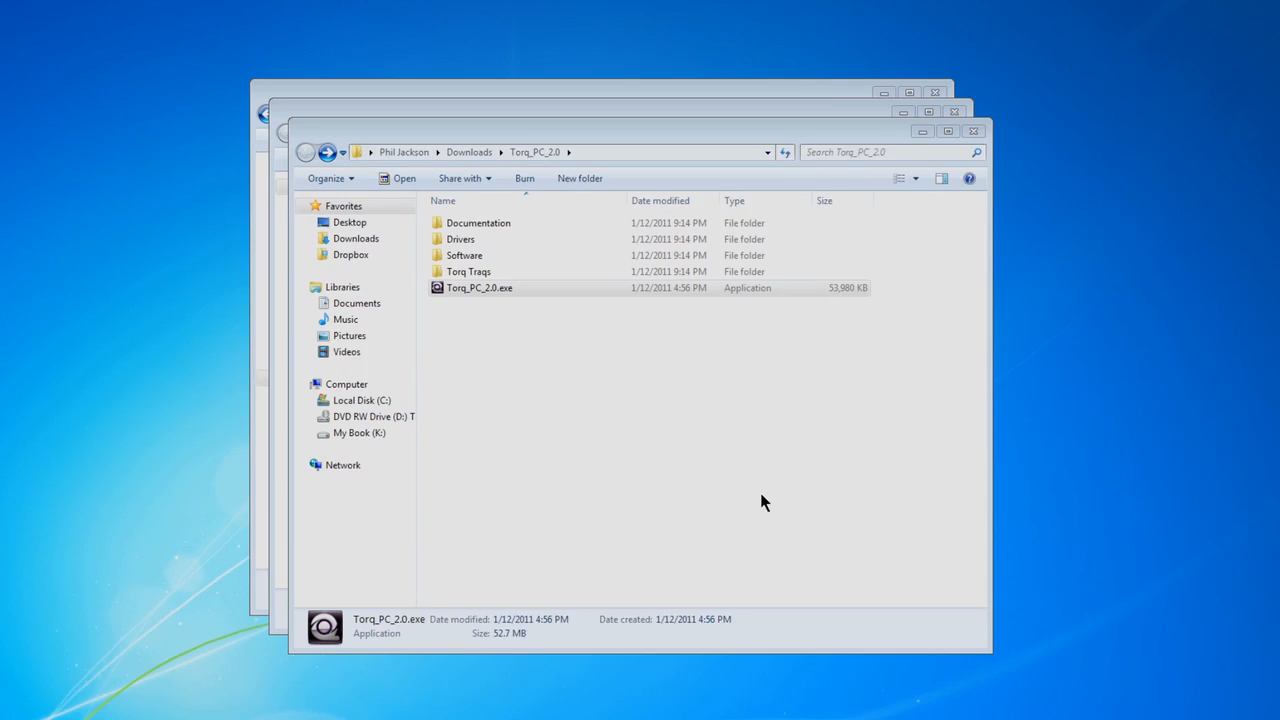 Phil Jackson Downloads Torq_PC_2.0 Search Torq_PC_2.0
Organize Open Share with Burn New folder
Name Date modified Type Size
Favorites
Desktop
Downloads
Dropbox
Libraries
Documents
Music
Pictures
Videos
Computer
Local Disk (C:)
DVD RW Drive (D:) T
My Book (K:)
Network
Documentation 1/12/2011 9:14 PM File folder
Drivers 1/12/2011 9:14 PM File folder
Software 1/12/2011 9:14 PM File folder
Torq Traqs 1/12/2011 9:14 PM File folder
Torq_PC_2.0.exe 1/12/2011 4:56 PM Application 53,980 KB
Torq_PC_2.0.exe Date modified: 1/12/2011 4:56 PM Date created: 1/12/2011 4:56 PM
Application Size: 52.7 MB